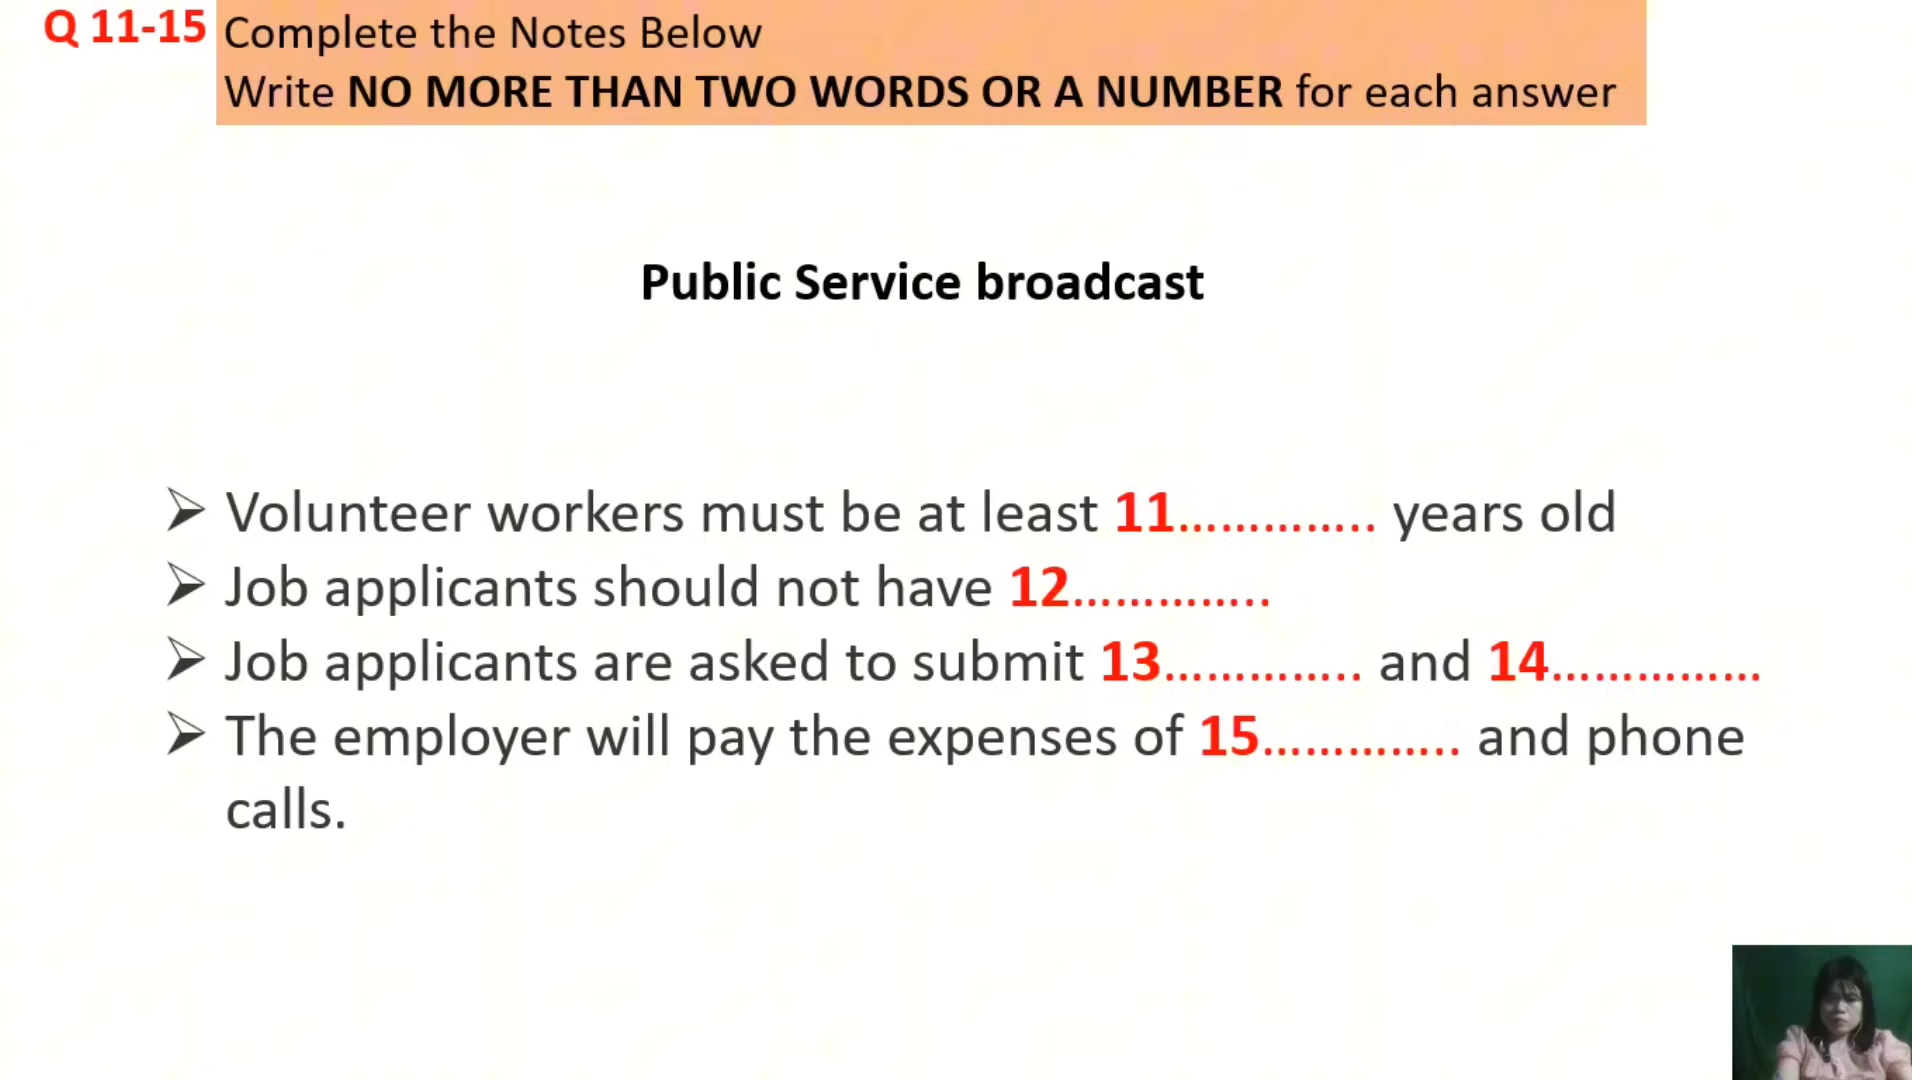 Q 11-15 Complete the Notes Below
Write NO MORE THAN TWO WORDS OR A NUMBER for each answer
Public Service broadcast
➢ Volunteer workers must be at least 11………….. years old
➢ Job applicants should not have 12…………..
➢ Job applicants are asked to submit 13………….. and 14……………
➢ The employer will pay the expenses of 15………….. and phone
calls.